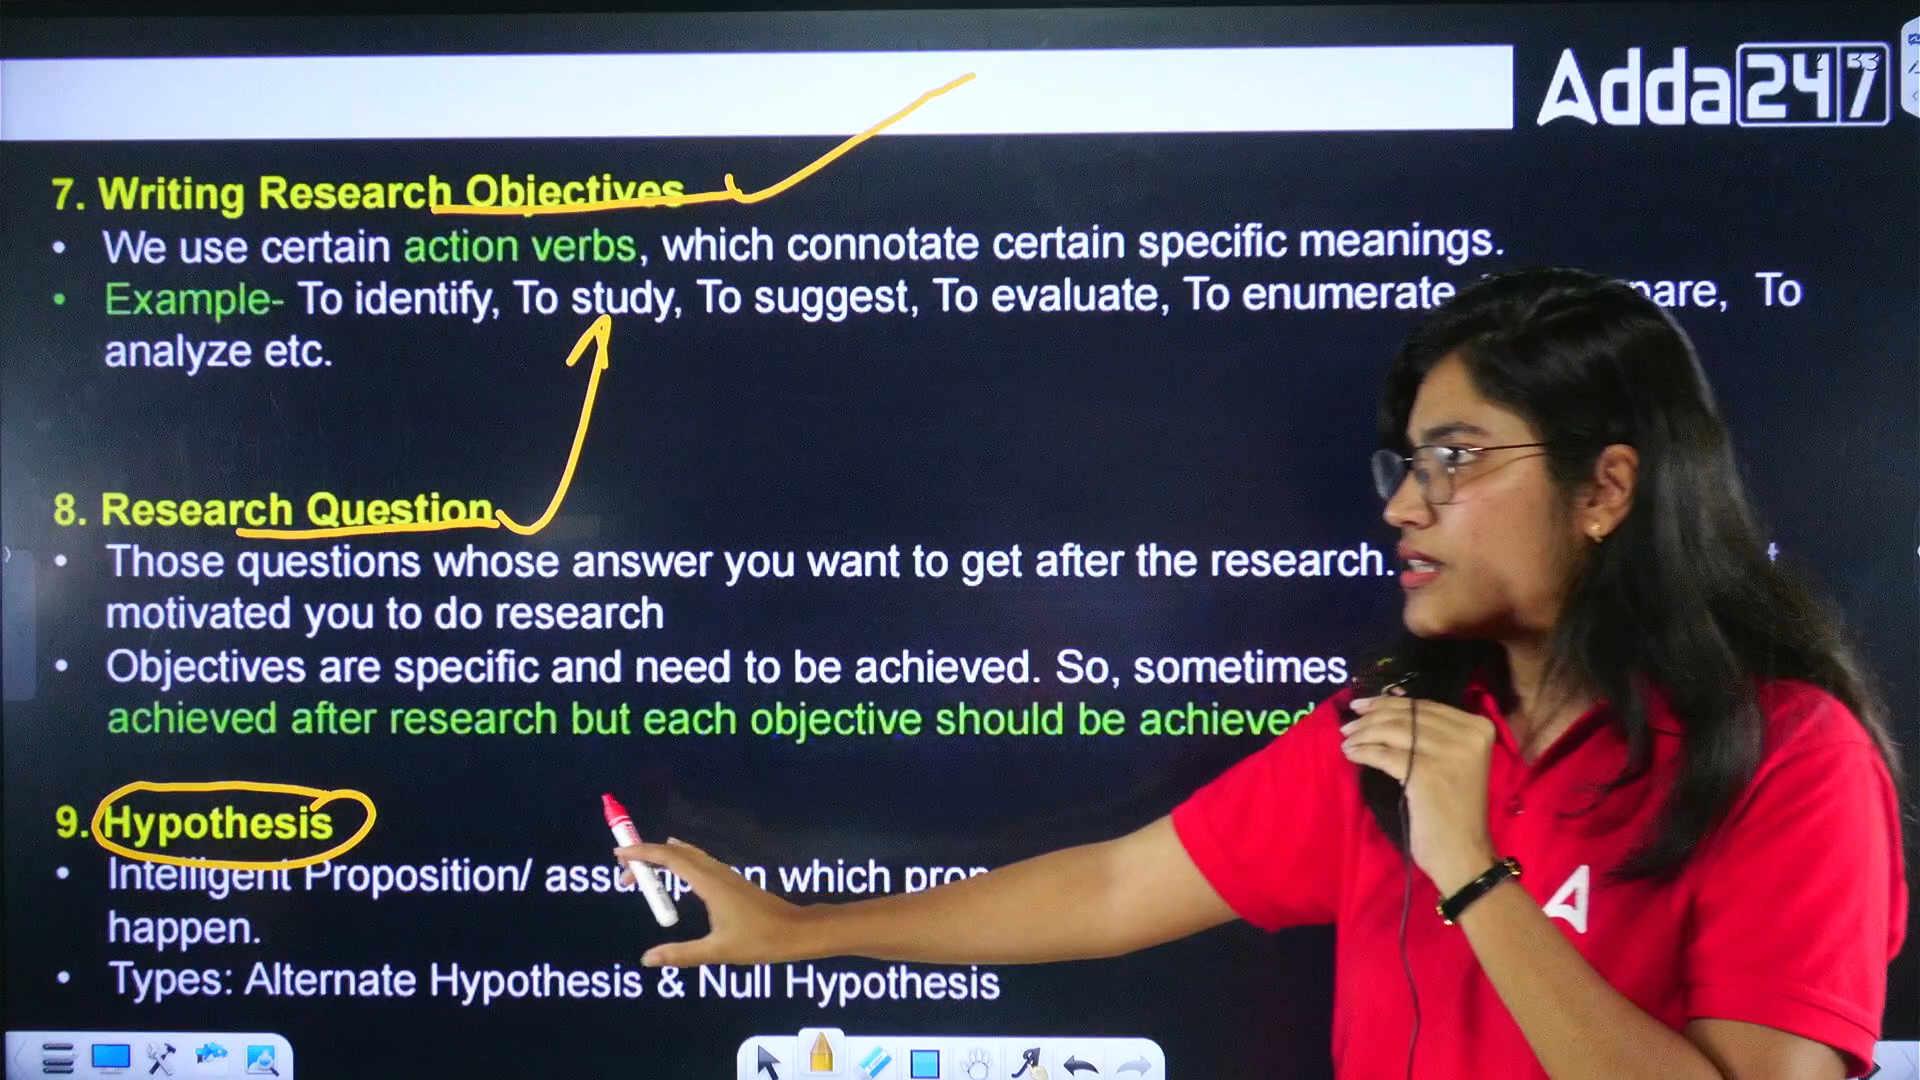 Adda247
7. Writing Research Objectives
• We use certain action verbs, which connotate certain specific meanings.
• Example- To identify, To study, To suggest, To evaluate, To enumerate To
analyze etc.
8. Research Question
• Those questions whose answer you want to get after the research.
motivated you to do research
• Objectives are specific and need to be achieved. So, sometimes
achieved after research but each objective should be achieved
9. Hypothesis
• Intelligent Proposition/ which
happen.
• Types: Alternate Hypothesis & Null Hypothesis